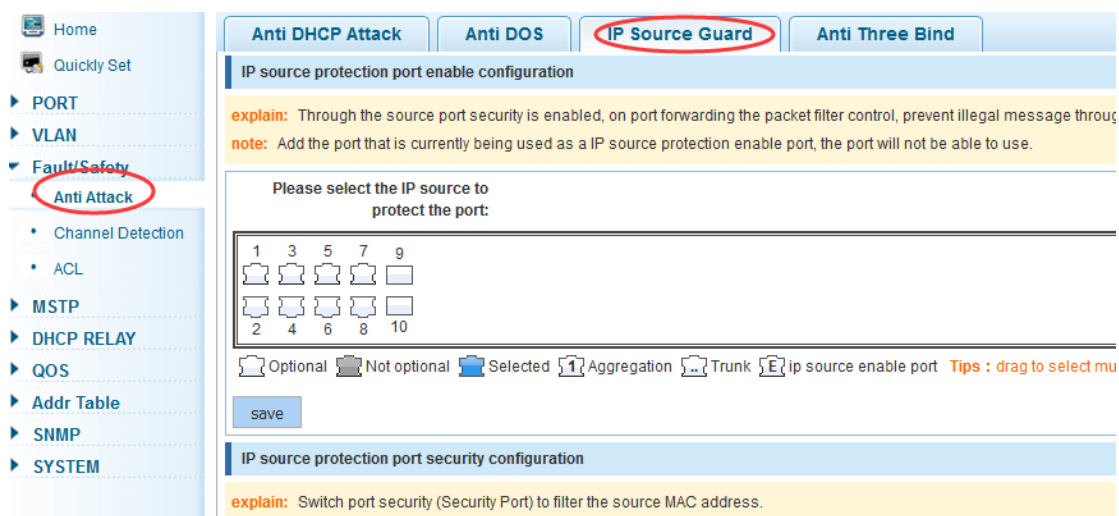 Home
Quickly Set
PORT
VLAN
Fault/Safety
Anti Attack
Channel Detection
ACL
MSTP
DHCP RELAY
QOS
Addr Table
SNMP
SYSTEM
Anti DHCP Attack Anti DOS IP Source Guard Anti Three Bind
IP source protection port enable configuration
explain: Through the source port security is enabled, on port forwarding the packet filter control, prevent illegal message throug
note: Add the port that is currently being used as a IP source protection enable port, the port will not be able to use.
Please select the IP source to
protect the port:
1 3 5 7 9
2 4 6 8 10
Optional Not optional Selected 1 Aggregation .. Trunk E ip source enable port Tips : drag to select mu
save
IP source protection port security configuration
explain: Switch port security (Security Port) to filter the source MAC address.